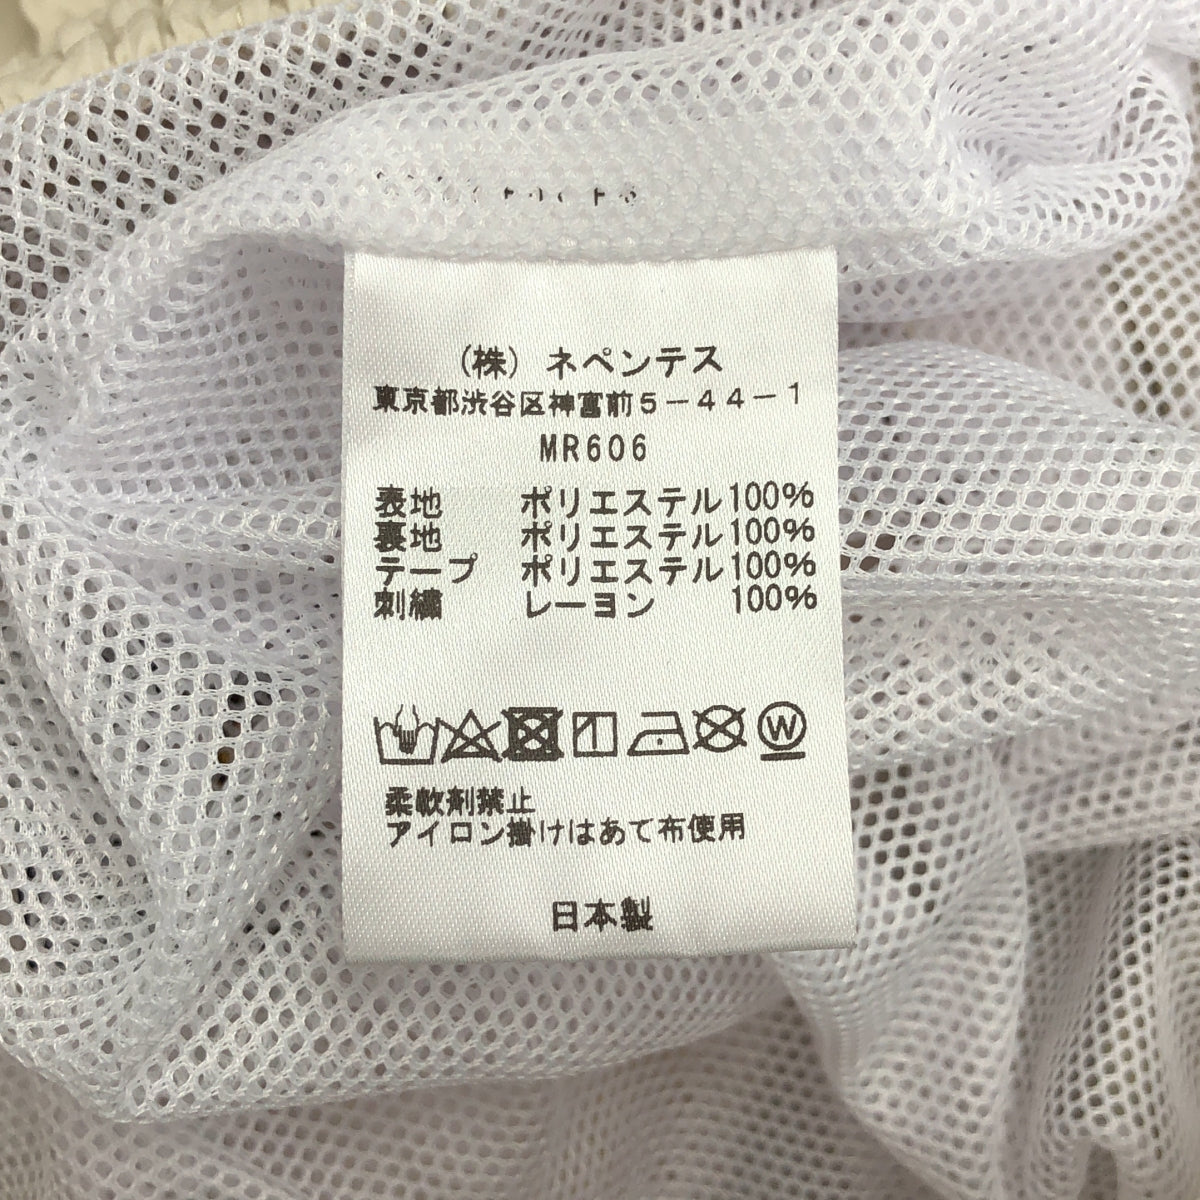 (株) ネペンテス
東京都渋谷区神宮前5-44-1
MR606
表地 ポリエステル100%
裏地 ポリエステル100%
テープ ポリエステル100%
刺繍 レーヨン 100%
W
柔軟剤禁止
アイロン掛けはあて布使用
日本製